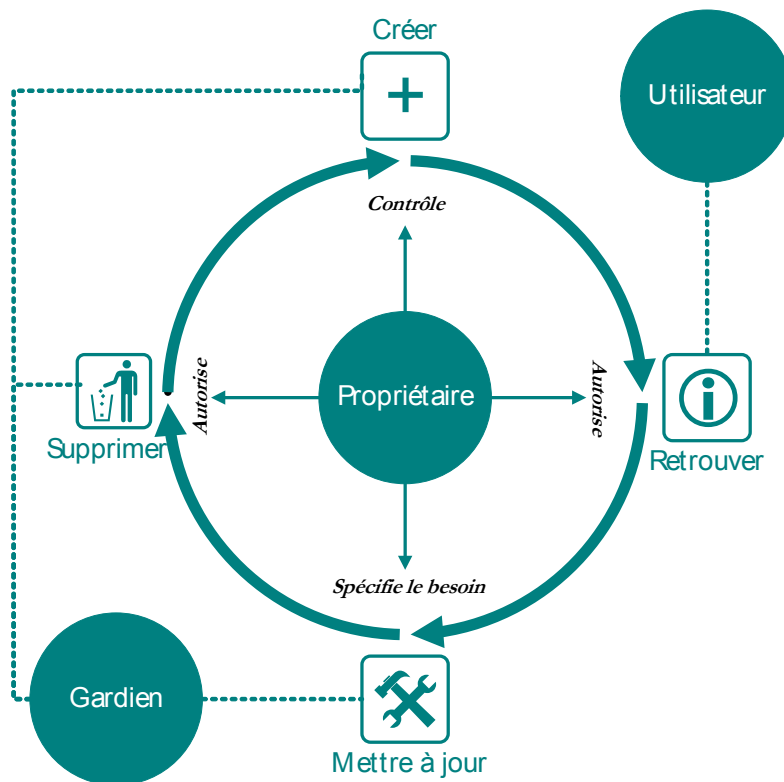 Créer
Utilisateur
+
Contrôle
Autorise
Propriétaire
Autorise
Supprimer
Retrouver
Spécifie le besoin
Gardien
Mettre à jour